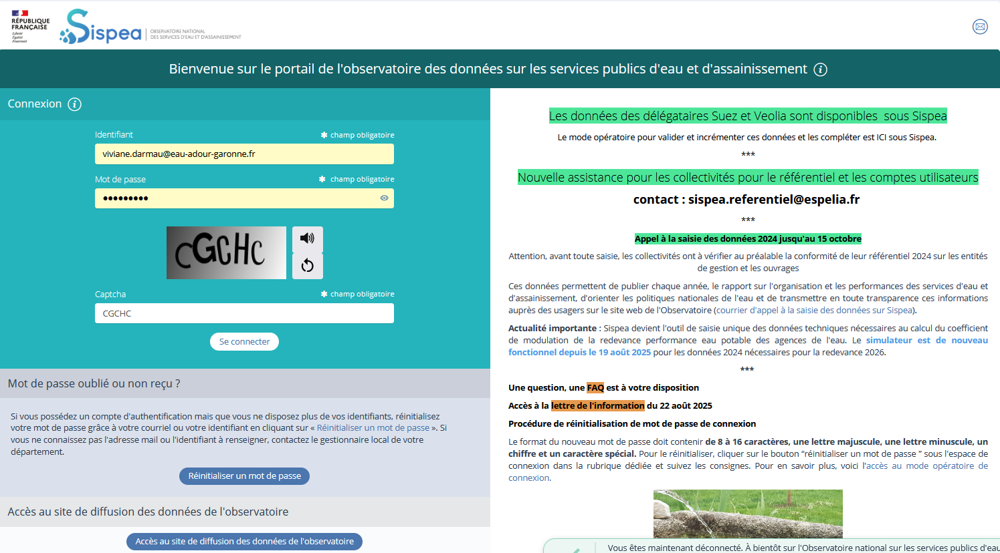 RÉPUBLIQUE
FRANÇAISE
Liberté
Égalité
Fraternité
Sispea
OBSERVATOIRE NATIONAL
DES SERVICES D'EAU ET D'ASSAINISSEMENT
Bienvenue sur le portail de l'observatoire des données sur les services publics d'eau et d'assainissement
Connexion
Identifiant
✱ champ obligatoire
viviane.darmau@eau-adour-garonne.fr
Mot de passe
✱ champ obligatoire
•••••••••
CGCHC
Captcha
✱ champ obligatoire
CGCHC
Se connecter
Mot de passe oublié ou non reçu ?
Si vous possédez un compte d'authentification mais que vous ne disposez plus de vos identifiants, réinitialisez
votre mot de passe grâce à votre courriel ou votre identifiant en cliquant sur « Réinitialiser un mot de passe ». Si
vous ne connaissez pas l'adresse mail ou l'identifiant à renseigner, contactez le gestionnaire local de votre
département.
Réinitialiser un mot de passe
Accès au site de diffusion des données de l'observatoire
Accès au site de diffusion des données de l'observatoire
Les données des délégataires Suez et Veolia sont disponibles  sous Sispea
Le mode opératoire pour valider et incrémenter ces données et les compléter est ICI sous Sispea.
***
Nouvelle assistance pour les collectivités pour le référentiel et les comptes utilisateurs
contact : sispea.referentiel@espelia.fr
***
Appel à la saisie des données 2024 jusqu'au 15 octobre
Attention, avant toute saisie, les collectivités ont à vérifier au préalable la conformité de leur référentiel 2024 sur les entités
de gestion et les ouvrages
Ces données permettent de publier chaque année, le rapport sur l'organisation et les performances des services d'eau et
d'assainissement, d'orienter les politiques nationales de l'eau et de transmettre en toute transparence ces informations
auprès des usagers sur le site web de l'Observatoire (courrier d'appel à la saisie des données sur Sispea).
Actualité importante : Sispea devient l'outil de saisie unique des données techniques nécessaires au calcul du coefficient
de modulation de la redevance performance eau potable des agences de l'eau. Le simulateur est de nouveau
fonctionnel depuis le 19 août 2025 pour les données 2024 nécessaires pour la redevance 2026.
***
Une question, une FAQ est à votre disposition
Accès à la lettre de l'information du 22 août 2025
Procédure de réinitialisation de mot de passe de connexion
Le format du nouveau mot de passe doit contenir de 8 à 16 caractères, une lettre majuscule, une lettre minuscule, un
chiffre et un caractère spécial. Pour le réinitialiser, cliquer sur le bouton “réinitialiser un mot de passe ” sous l'espace de
connexion dans la rubrique dédiée et suivez les consignes. Pour en savoir plus, voici l'accès au mode opératoire de
connexion.
Vous êtes maintenant déconnecté. À bientôt sur l'Observatoire national sur les services publics d'eau